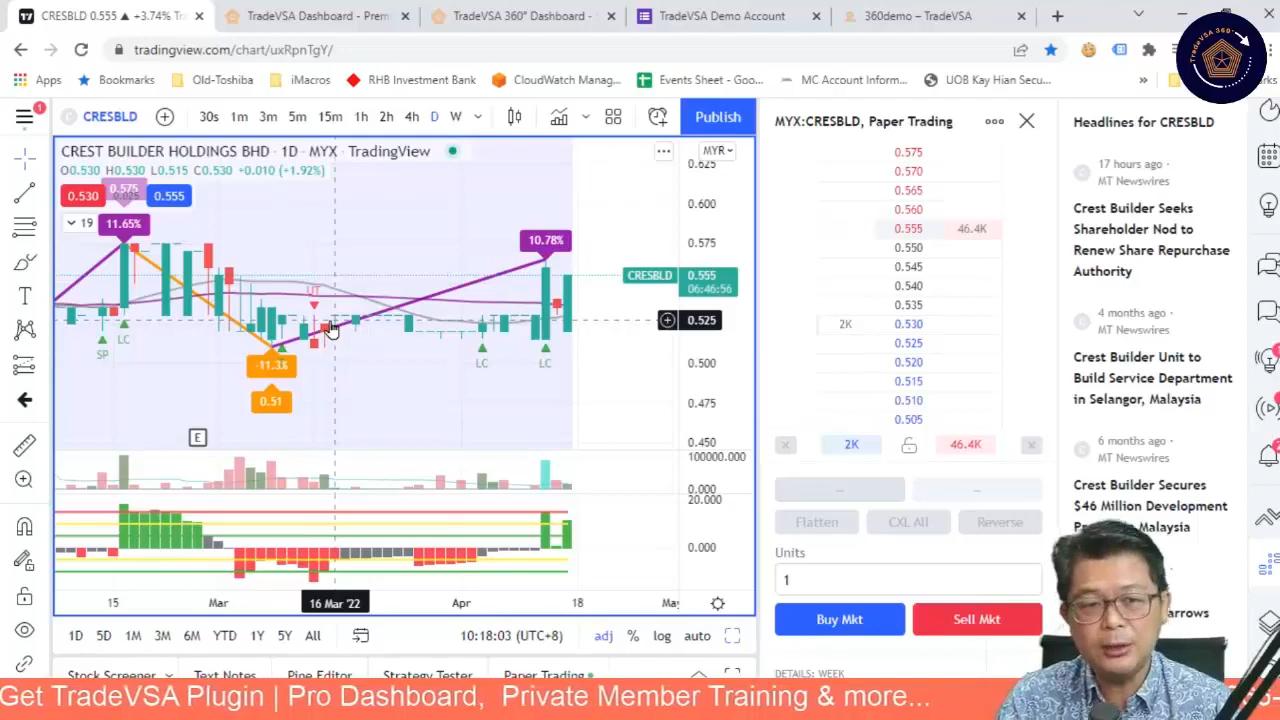 CRESBLD 0.555 ▲ +3.74% Tra
TradeVSA Dashboard - Prem
TradeVSA 360° Dashboard -
TradeVSA Demo Account
360demo – TradeVSA
tradingview.com/chart/uxRpnTgY/
TradeVSA 360°
Apps
Bookmarks
Old-Toshiba
iMacros
RHB Investment Bank
CloudWatch Manag...
Events Sheet - Goo...
MC Account Inform...
UOB Kay Hian Secu...
»
1
CRESBLD
30s 1m 3m 5m 15m 1h 2h 4h D W
Publish
CREST BUILDER HOLDINGS BHD · 1D · MYX · TradingView
MYR
O0.530 H0.530 L0.515 C0.530 +0.010 (+1.92%)
0.530
0.575
0.025
0.555
19
11.65%
10.78%
UT
SP
LC
LC
LC
-11.3%
0.51
E
0.625
0.600
0.575
CRESBLD 0.555
06:46:56
0.525
0.500
0.475
0.450
100000.000
0.000
20.000
0.000
15
Mar
16 Mar '22
Apr
18
May
1D 5D 1M 3M 6M YTD 1Y 5Y All
10:18:03 (UTC+8)
adj % log auto
Stock Screener
Text Notes
Pine Editor
Strategy Tester
Paper Trading
MYX:CRESBLD, Paper Trading
0.575
0.570
0.565
0.560
0.555 46.4K
0.550
0.545
0.540
0.535
2K 0.530
0.525
0.520
0.515
0.510
0.505
2K
46.4K
Flatten
CXL All
Reverse
Units
1
Buy Mkt
Sell Mkt
DETAILS: WEEK
Headlines for CRESBLD
17 hours ago ·
MT Newswires
Crest Builder Seeks
Shareholder Nod to
Renew Share Repurchase
Authority
4 months ago ·
MT Newswires
Crest Builder Unit to
Build Service Department
in Selangor, Malaysia
6 months ago ·
MT Newswires
Crest Builder Secures
$46 Million Development
Malaysia
arrows
Get TradeVSA Plugin | Pro Dashboard, Private Member Training & more...